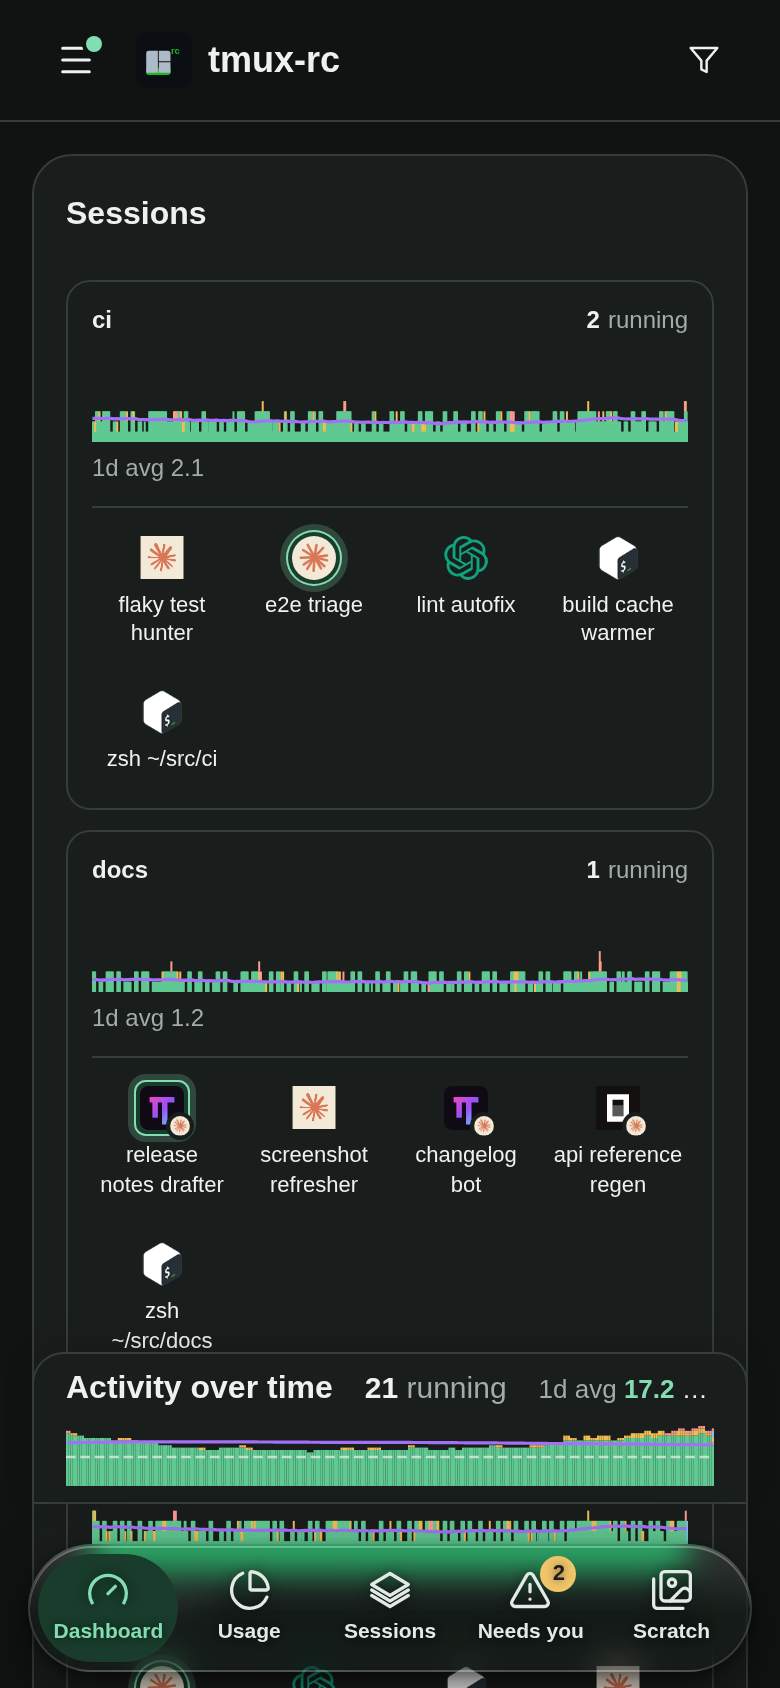 rc
tmux-rc
Sessions
ci
2 running
1d avg 2.1
flaky test
hunter
e2e triage
lint autofix
build cache
warmer
zsh ~/src/ci
docs
1 running
1d avg 1.2
release
notes drafter
screenshot
refresher
changelog
bot
api reference
regen
zsh
~/src/docs
Activity over time
21 running
1d avg 17.2 ...
Dashboard
Usage
Sessions
2
Needs you
Scratch